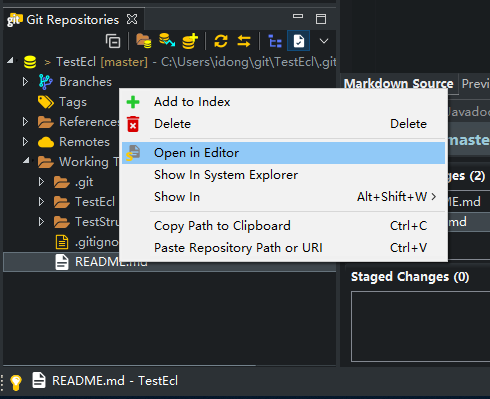 git Git Repositories
> TestEcl [master] - C:\Users\idong\git\TestEcl\.git
Branches
Tags
References
Remotes
Working T
.git
TestEcl
TestStru
.gitigno
README.md
Add to Index
Delete Delete
Open in Editor
Show In System Explorer
Show In Alt+Shift+W >
Copy Path to Clipboard Ctrl+C
Paste Repository Path or URI Ctrl+V
Markdown Source Previ
Javadoc
master
ges (2)
E.md
.md
Staged Changes (0)
README.md - TestEcl